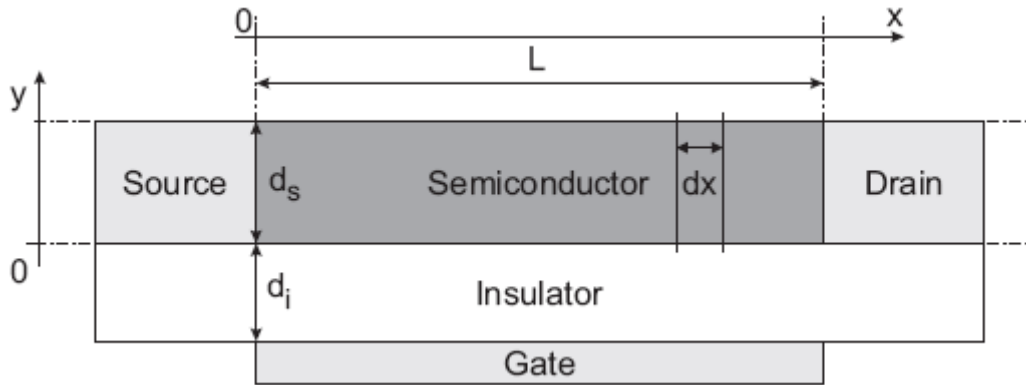 0
x
L
y
Source
d_s
Semiconductor
dx
Drain
0
d_i
Insulator
Gate